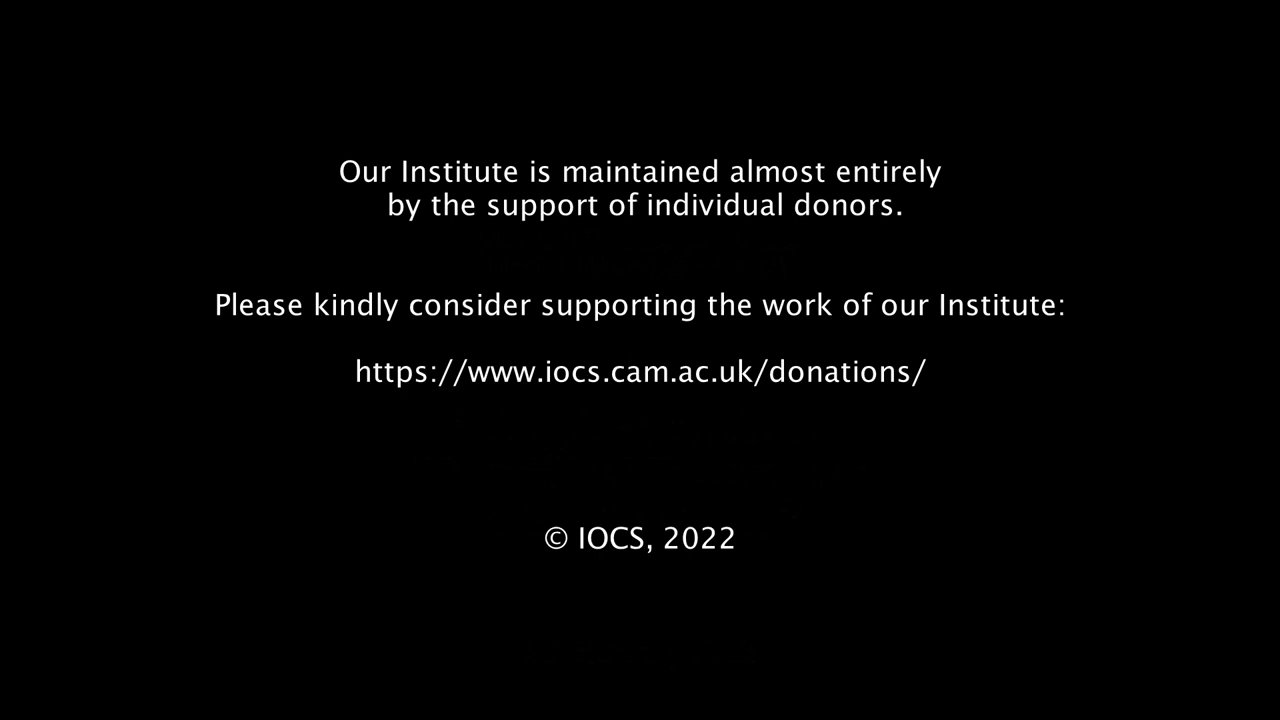 Our Institute is maintained almost entirely
by the support of individual donors.
Please kindly consider supporting the work of our Institute:
https://www.iocs.cam.ac.uk/donations/
© IOCS, 2022